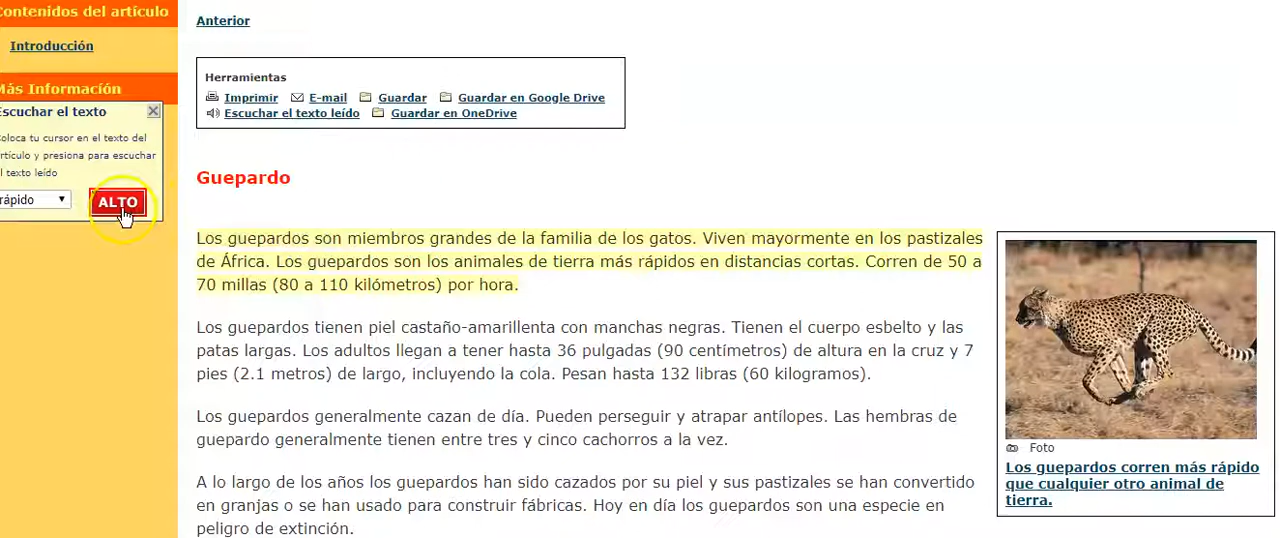 Contenidos del artículo
Introducción
Más Información
Escuchar el texto
Coloca tu cursor en el texto del
artículo y presiona para escuchar
el texto leído
rápido
ALTO
Anterior
Herramientas
Imprimir E-mail Guardar Guardar en Google Drive
Escuchar el texto leído Guardar en OneDrive
Guepardo
Los guepardos son miembros grandes de la familia de los gatos. Viven mayormente en los pastizales
de África. Los guepardos son los animales de tierra más rápidos en distancias cortas. Corren de 50 a
70 millas (80 a 110 kilómetros) por hora.
Los guepardos tienen piel castaño-amarillenta con manchas negras. Tienen el cuerpo esbelto y las
patas largas. Los adultos llegan a tener hasta 36 pulgadas (90 centímetros) de altura en la cruz y 7
pies (2.1 metros) de largo, incluyendo la cola. Pesan hasta 132 libras (60 kilogramos).
Los guepardos generalmente cazan de día. Pueden perseguir y atrapar antílopes. Las hembras de
guepardo generalmente tienen entre tres y cinco cachorros a la vez.
A lo largo de los años los guepardos han sido cazados por su piel y sus pastizales se han convertido
en granjas o se han usado para construir fábricas. Hoy en día los guepardos son una especie en
peligro de extinción.
Foto
Los guepardos corren más rápido
que cualquier otro animal de
tierra.